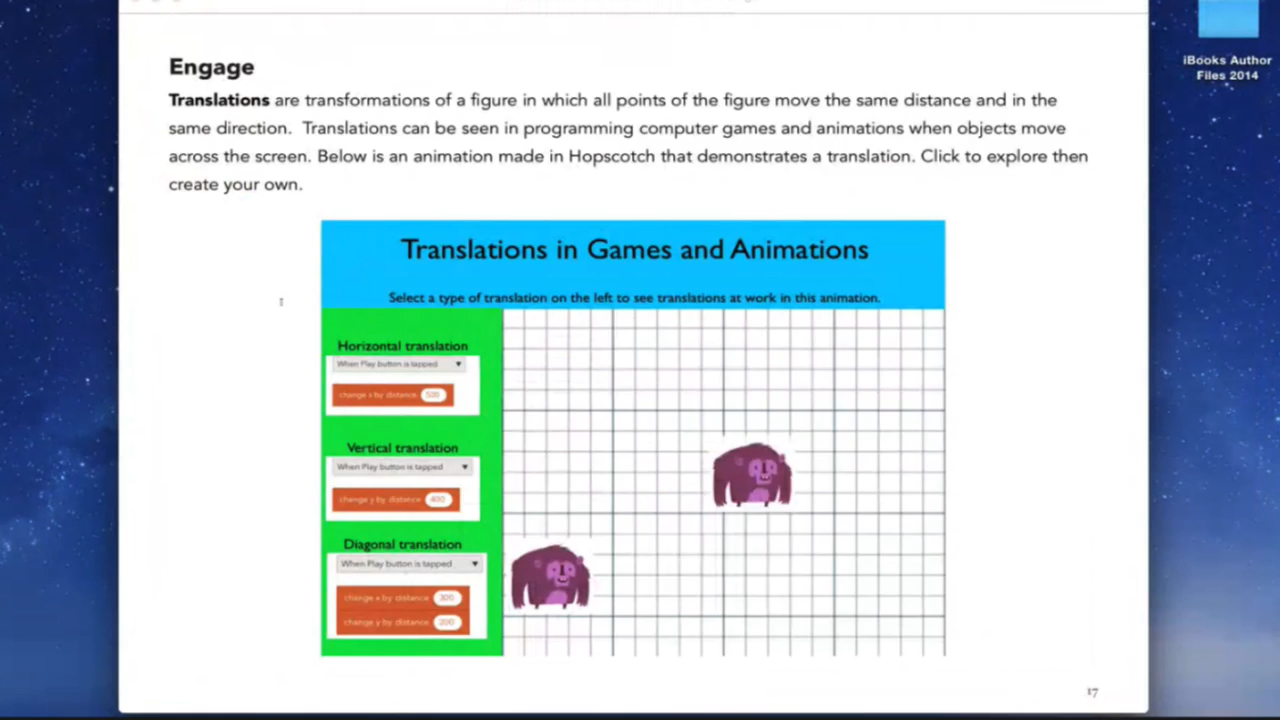 iBooks Author
Files 2014
Engage
Translations are transformations of a figure in which all points of the figure move the same distance and in the
same direction. Translations can be seen in programming computer games and animations when objects move
across the screen. Below is an animation made in Hopscotch that demonstrates a translation. Click to explore then
create your own.
Translations in Games and Animations
Select a type of translation on the left to see translations at work in this animation.
Horizontal translation
When Play button is tapped
change x by distance 500
Vertical translation
When Play button is tapped
change y by distance 400
Diagonal translation
When Play button is tapped
change x by distance 300
change y by distance 200
17